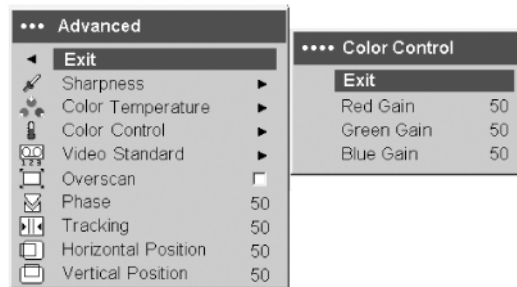 Advanced
Exit
Sharpness
Color Temperature
Color Control
Video Standard
Overscan
Phase 50
Tracking 50
Horizontal Position 50
Vertical Position 50
Color Control
Exit
Red Gain 50
Green Gain 50
Blue Gain 50